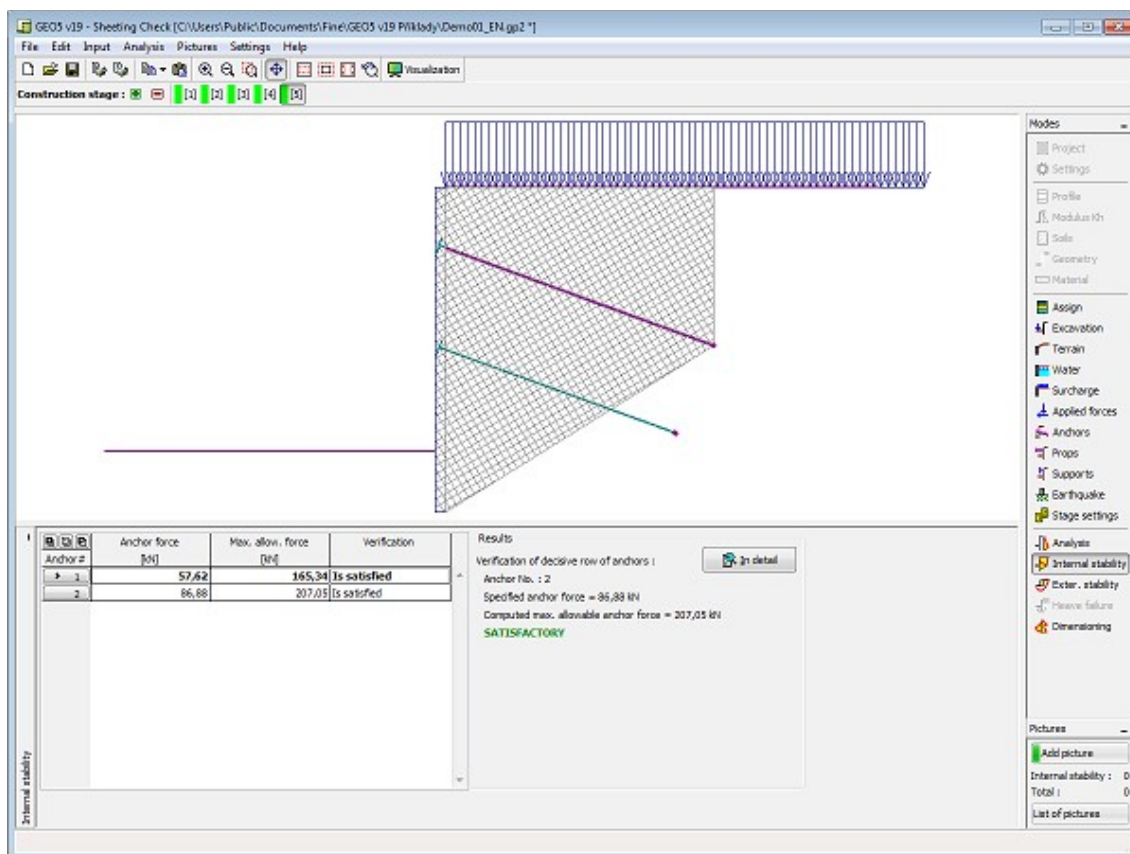 GEO5 v19 - Sheeting Check [C:\Users\Public\Documents\Fine\GEO5 v19 Příklady\Demo01_EN.gp2 *]
File Edit Input Analysis Pictures Settings Help
Visualization
Construction stage : [1] [2] [3] [4] [5]
Modes
Project
Settings
Profile
Modulus Kh
Soils
Geometry
Material
Assign
Excavation
Terrain
Water
Surcharge
Applied forces
Anchors
Props
Supports
Earthquake
Stage settings
Analysis
Internal stability
Exter. stability
Heave failure
Dimensioning
Anchor # Anchor force [kN] Max. allow. force [kN] Verification
1 57,62 165,34 Is satisfied
2 86,88 207,05 Is satisfied
Results
Verification of decisive row of anchors :
In detail
Anchor No. : 2
Specified anchor force = 86,88 kN
Computed max. allowable anchor force = 207,05 kN
SATISFACTORY
Internal stability
Pictures
Add picture
Internal stability : 0
Total : 0
List of pictures